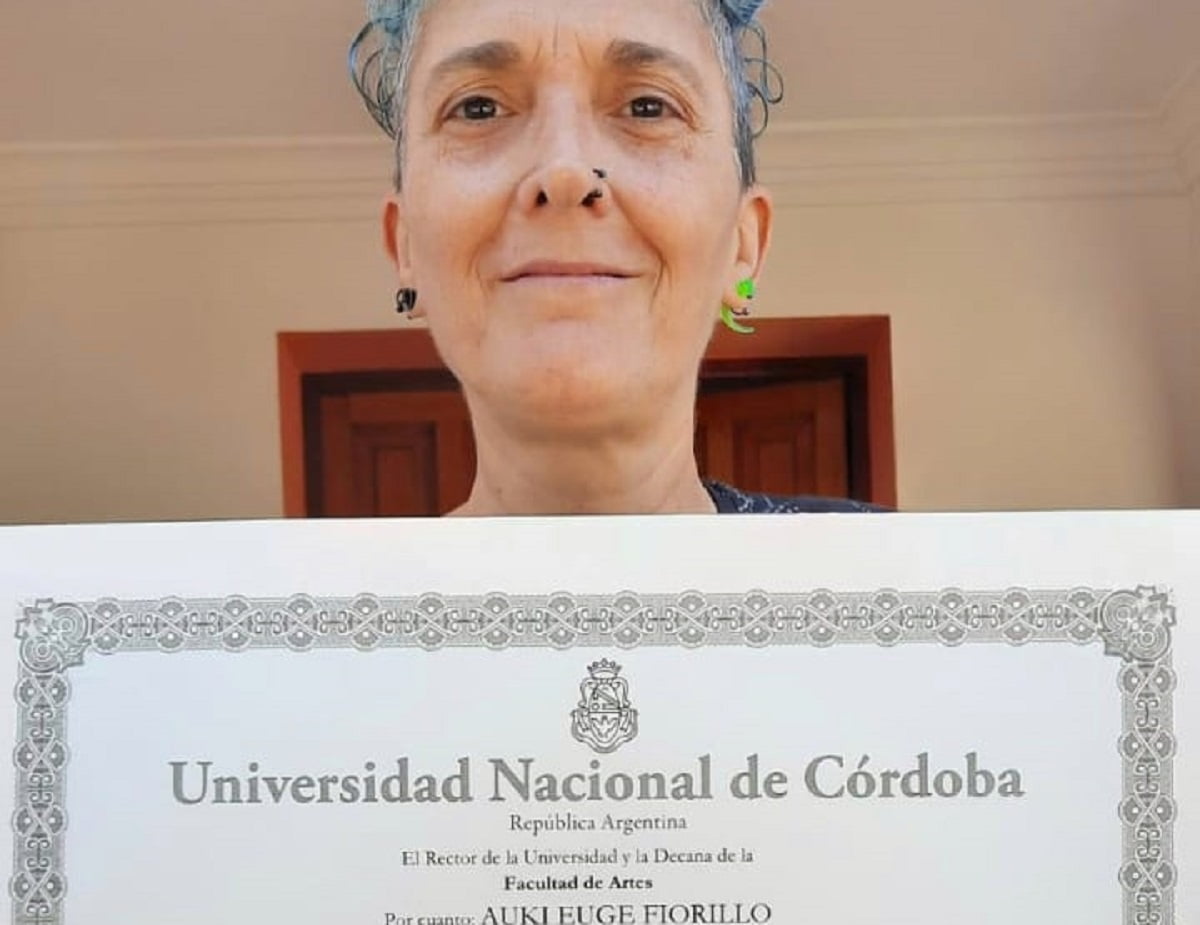 Universidad Nacional de Córdoba
República Argentina
El Rector de la Universidad y la Decana de la
Facultad de Artes
Por cuanto: AUKI EUGE FIORILLO